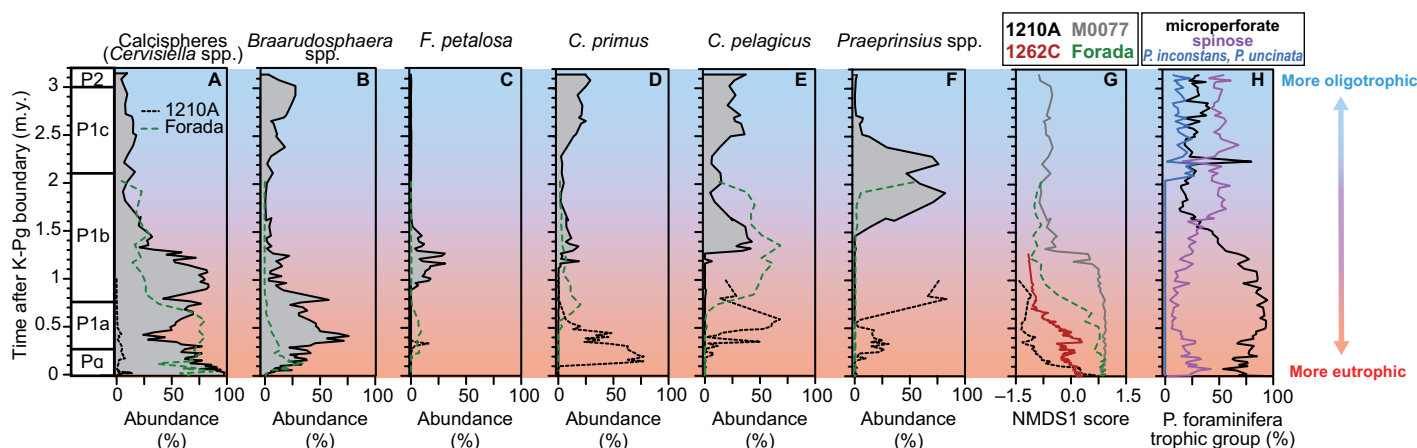 Calcispheres
(Cervisiella spp.)
Braarudosphaera
spp.
F. petalosa
C. primus
C. pelagicus
Praeprinsius spp.
1210A M0077
1262C Forada
microperforate
spinose
P. inconstans, P. uncinata
A
B
C
D
E
F
G
H
1210A
Forada
Time after K–Pg boundary (m.y.)
3
2.5
2
1.5
1
0.5
0
P2
P1c
P1b
P1a
Pα
More oligotrophic
More eutrophic
0 50 100
0 50 100
0 50 100
0 50 100
0 50 100
0 50 100
−1.5 0 1.5
0 50 100
Abundance
(%)
Abundance
(%)
Abundance
(%)
Abundance
(%)
Abundance
(%)
Abundance
(%)
NMDS1 score
P. foraminifera
trophic group (%)